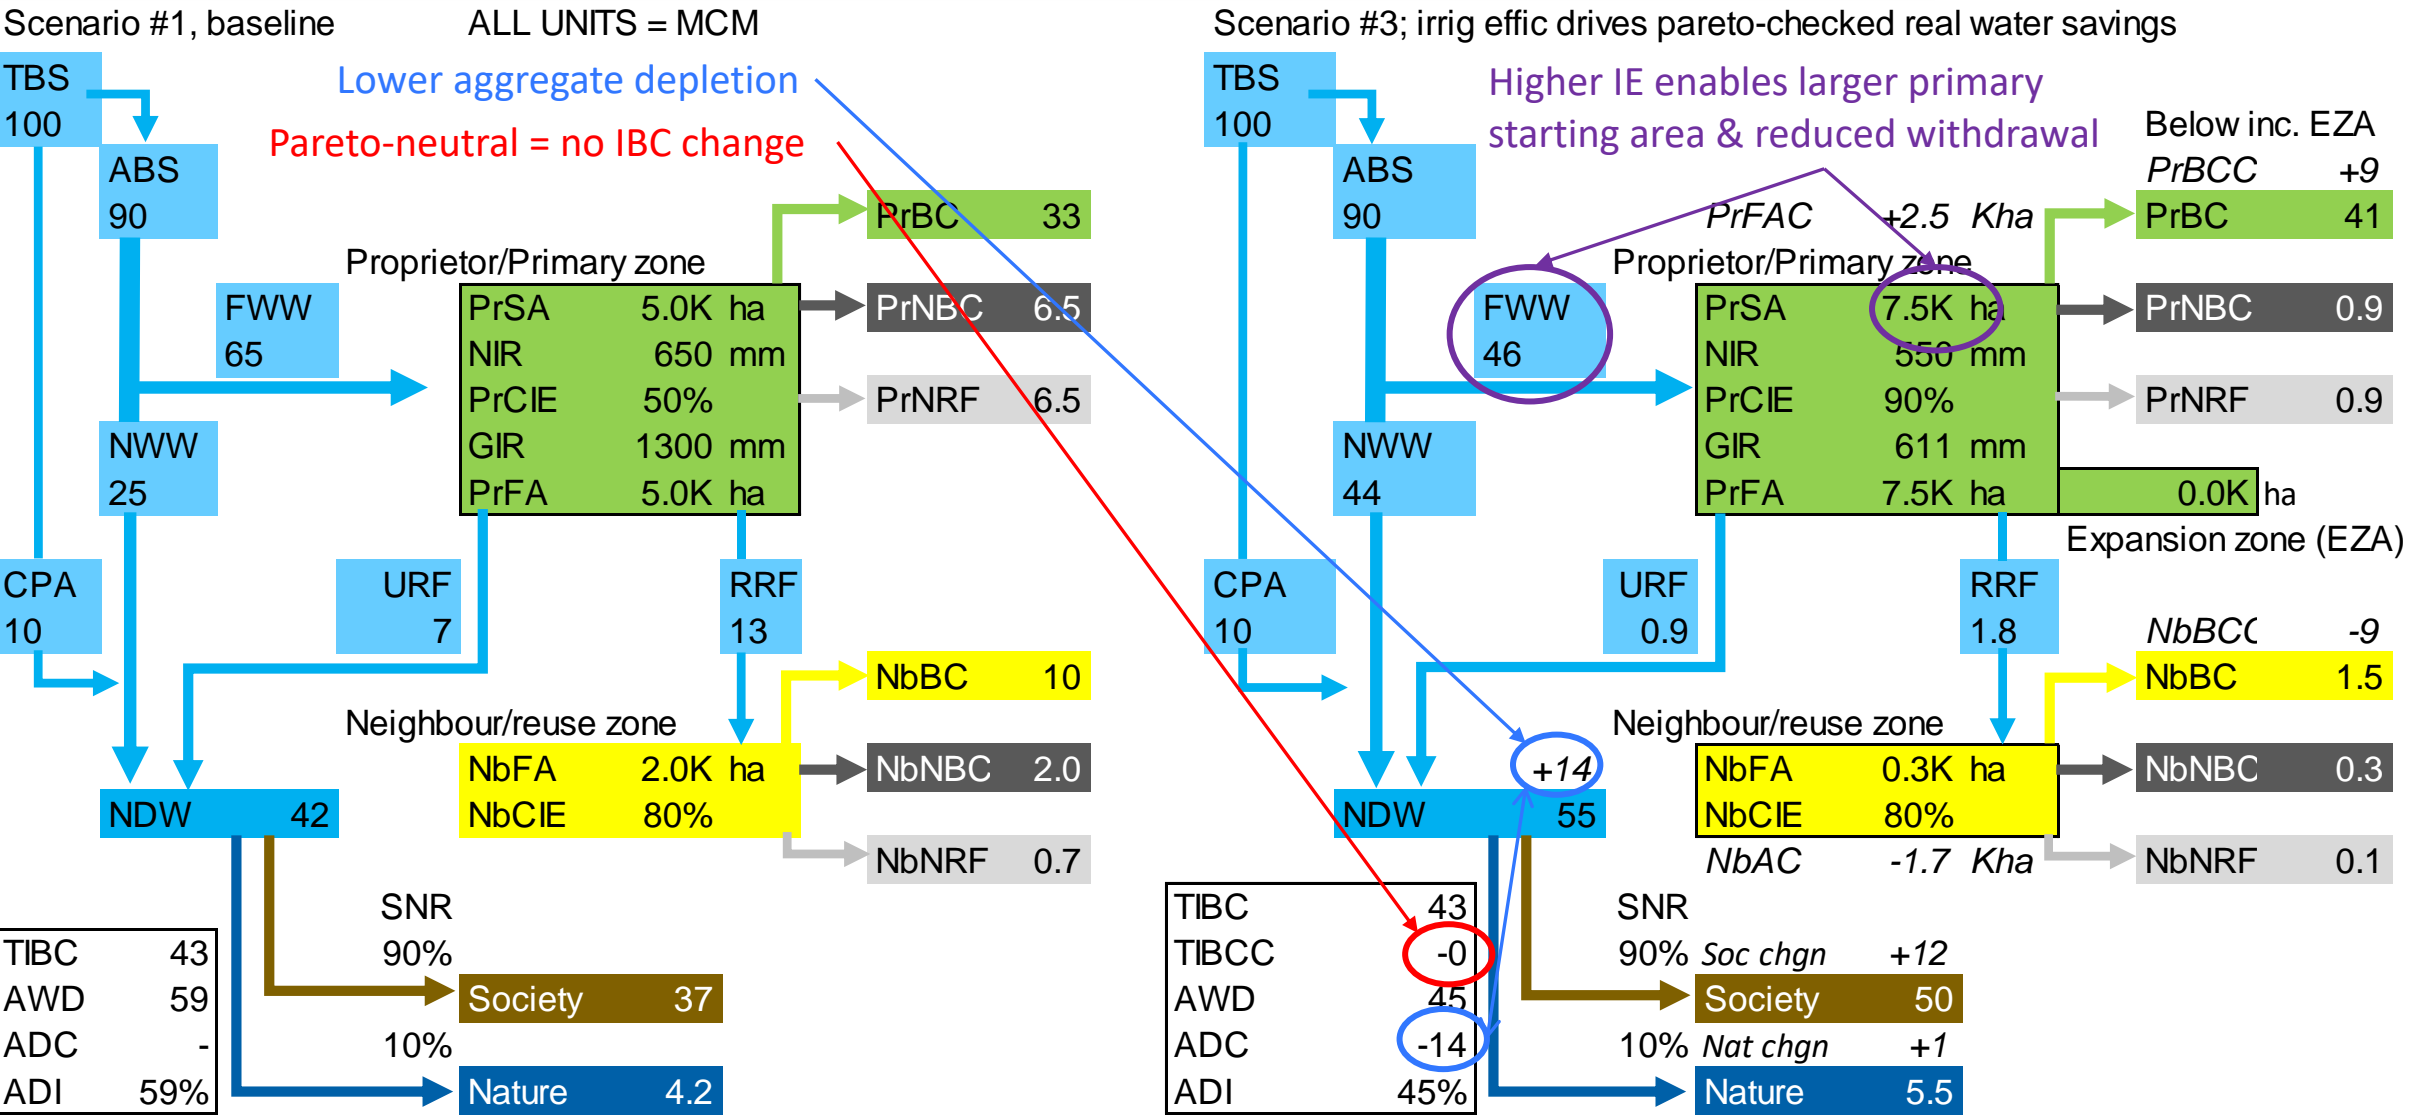 Scenario #1, baseline
ALL UNITS = MCM
Lower aggregate depletion
Pareto-neutral = no IBC change
TBS
100
ABS
90
FWW
65
NWW
25
CPA
10
Proprietor/Primary zone
PrSA 5.0K ha
NIR 650 mm
PrCIE 50%
GIR 1300 mm
PrFA 5.0K ha
PrBC 33
PrNBC 6.5
PrNRF 6.5
URF
7
RRF
13
Neighbour/reuse zone
NbFA 2.0K ha
NbCIE 80%
NbBC 10
NbNBC 2.0
NbNRF 0.7
NDW 42
SNR
90%
Society 37
10%
Nature 4.2
TIBC 43
AWD 59
ADC -
ADI 59%
Scenario #3; irrig effic drives pareto-checked real water savings
Higher IE enables larger primary
starting area & reduced withdrawal
TBS
100
ABS
90
FWW
46
NWW
44
CPA
10
PrFAC +2.5 Kha
Proprietor/Primary zone
PrSA 7.5K ha
NIR 550 mm
PrCIE 90%
GIR 611 mm
PrFA 7.5K ha
0.0K ha
Expansion zone (EZA)
Below inc. EZA
PrBCC +9
PrBC 41
PrNBC 0.9
PrNRF 0.9
URF
0.9
RRF
1.8
Neighbour/reuse zone
NbFA 0.3K ha
NbCIE 80%
NbAC -1.7 Kha
NbBCC -9
NbBC 1.5
NbNBC 0.3
NbNRF 0.1
+14
NDW 55
SNR
90% Soc chgn +12
Society 50
10% Nat chgn +1
Nature 5.5
TIBC 43
TIBCC -0
AWD 45
ADC -14
ADI 45%